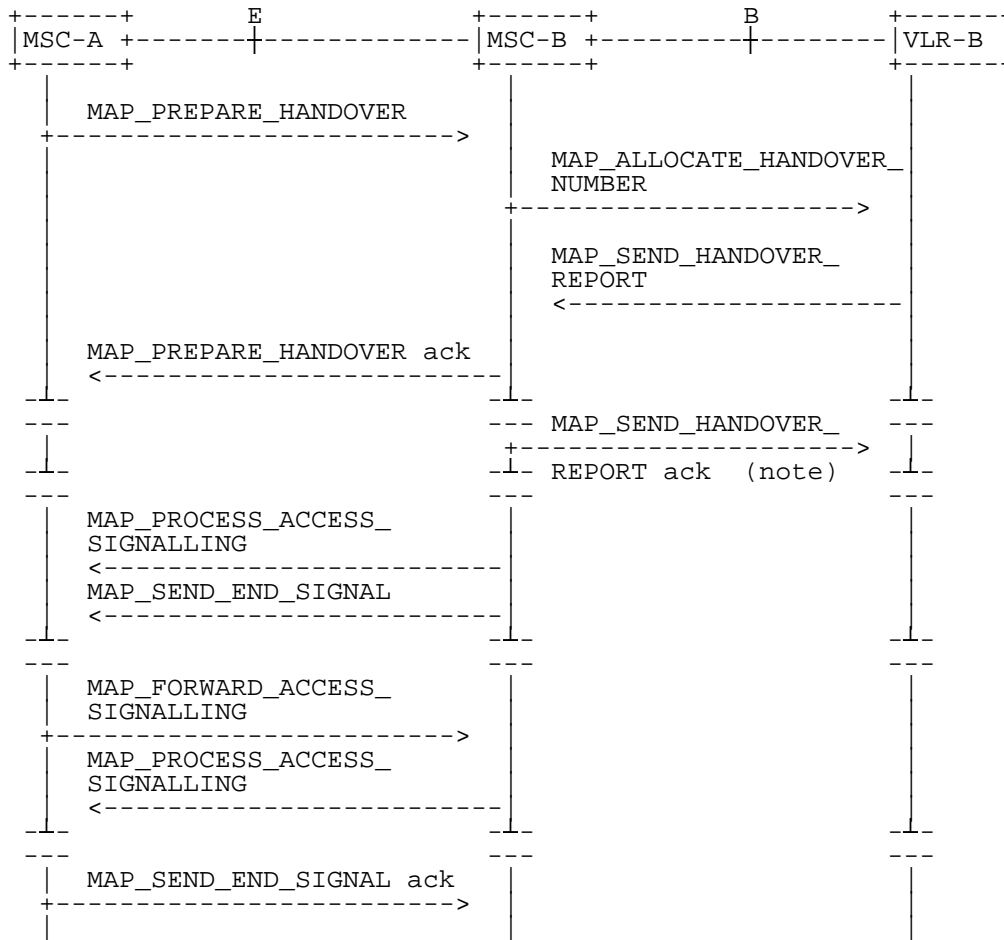 E B
MSC-A MSC-B VLR-B
MAP_PREPARE_HANDOVER
MAP_ALLOCATE_HANDOVER_
NUMBER
MAP_SEND_HANDOVER_
REPORT
MAP_PREPARE_HANDOVER ack
MAP_SEND_HANDOVER_
REPORT ack (note)
MAP_PROCESS_ACCESS_
SIGNALLING
MAP_SEND_END_SIGNAL
MAP_FORWARD_ACCESS_
SIGNALLING
MAP_PROCESS_ACCESS_
SIGNALLING
MAP_SEND_END_SIGNAL ack